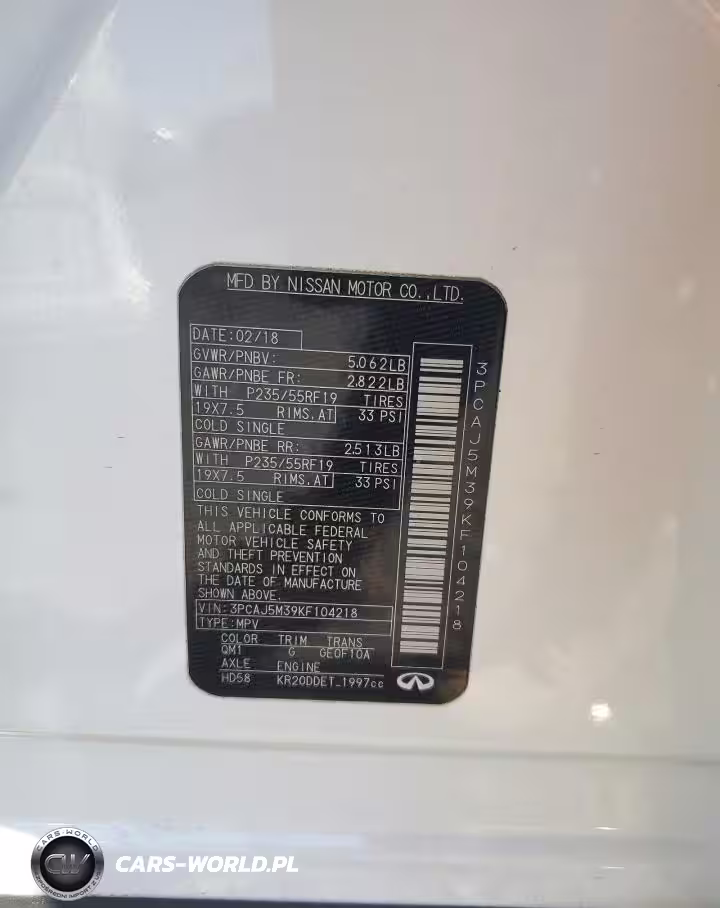 MFD BY NISSAN MOTOR CO.,LTD.
DATE:02/18
GVWR/PNBV: 5.062LB
GAWR/PNBE FR: 2.822LB
WITH P235/55RF19 TIRES
19X7.5 RIMS,AT 33 PSI
COLD SINGLE
GAWR/PNBE RR: 2.513LB
WITH P235/55RF19 TIRES
19X7.5 RIMS,AT 33 PSI
COLD SINGLE
THIS VEHICLE CONFORMS TO
ALL APPLICABLE FEDERAL
MOTOR VEHICLE SAFETY
AND THEFT PREVENTION
STANDARDS IN EFFECT ON
THE DATE OF MANUFACTURE
SHOWN ABOVE.
VIN: 3PCAJ5M39KF104218
TYPE: MPV
COLOR TRIM TRANS
QM1 G GE0F10A
AXLE ENGINE
HD58 KR20DDET_1997cc
3PCAJ5M39KF104218
CARS-WORLD
CARS-WORLD.PL